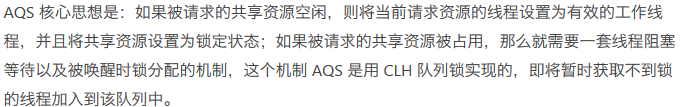 AQS 核心思想是：如果被请求的共享资源空闲，则将当前请求资源的线程设置为有效的工作线
程，并且将共享资源设置为锁定状态；如果被请求的共享资源被占用，那么就需要一套线程阻塞
等待以及被唤醒时锁分配的机制，这个机制 AQS 是用 CLH 队列锁实现的，即将暂时获取不到锁
的线程加入到该队列中。